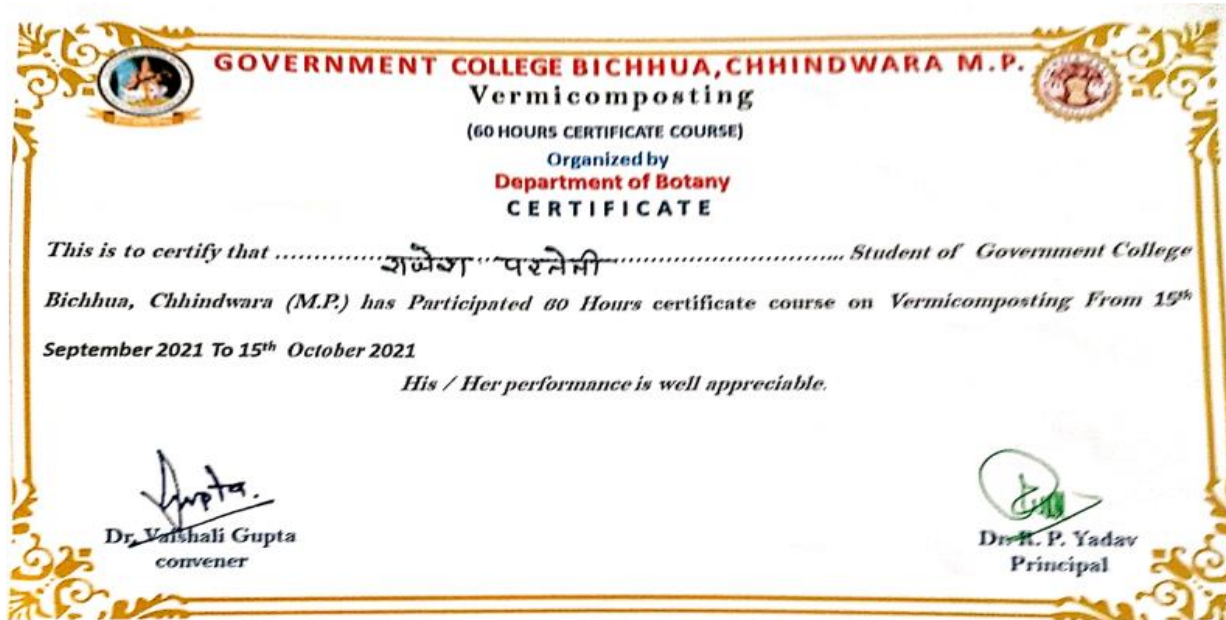 GOVERNMENT COLLEGE BICHHUA,CHHINDWARA M.P.
Vermicomposting
(60 HOURS CERTIFICATE COURSE)
Organized by
Department of Botany
CERTIFICATE
This is to certify that ................................................ Student of Government College
Bichhua, Chhindwara (M.P.) has Participated 60 Hours certificate course on Vermicomposting From 15th
September 2021 To 15th October 2021
His / Her performance is well appreciable.
Gupta.
Dr. Vaishali Gupta
convener
Dr. R. P. Yadav
Principal